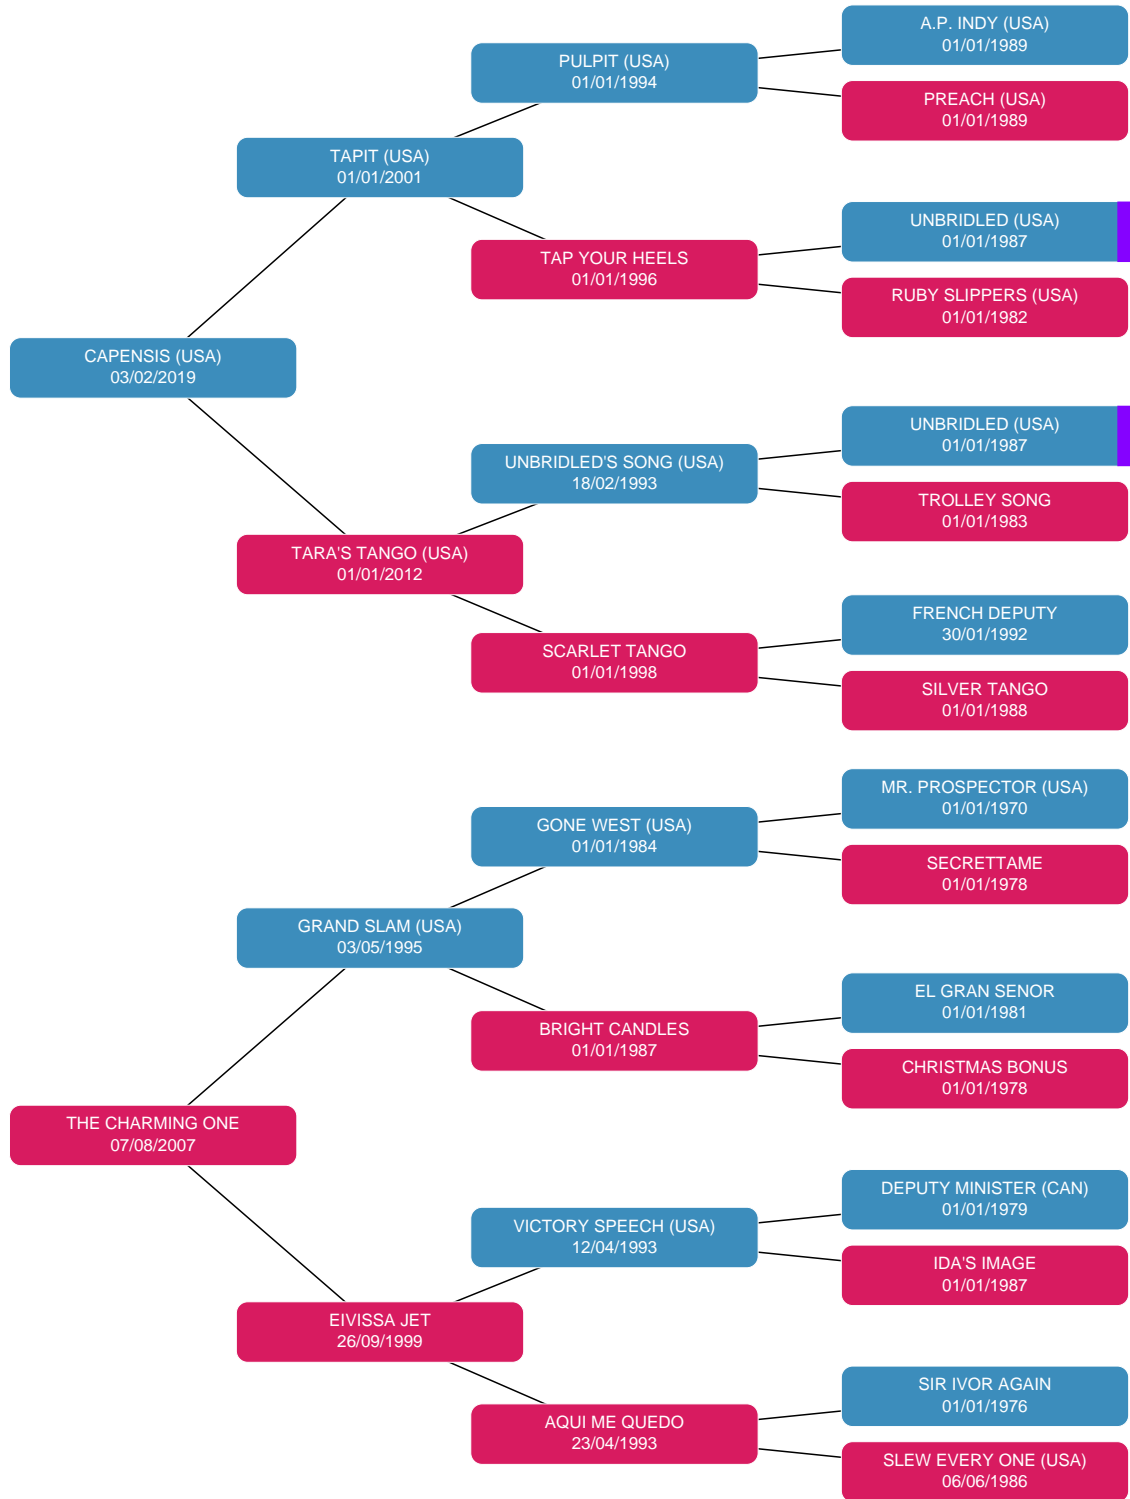 A.P. INDY (USA)
01/01/1989
PULPIT (USA)
01/01/1994
PREACH (USA)
01/01/1989
TAPIT (USA)
01/01/2001
UNBRIDLED (USA)
01/01/1987
TAP YOUR HEELS
01/01/1996
RUBY SLIPPERS (USA)
01/01/1982
CAPENSIS (USA)
03/02/2019
UNBRIDLED (USA)
01/01/1987
UNBRIDLED'S SONG (USA)
18/02/1993
TROLLEY SONG
01/01/1983
TARA'S TANGO (USA)
01/01/2012
FRENCH DEPUTY
30/01/1992
SCARLET TANGO
01/01/1998
SILVER TANGO
01/01/1988
MR. PROSPECTOR (USA)
01/01/1970
GONE WEST (USA)
01/01/1984
SECRETTAME
01/01/1978
GRAND SLAM (USA)
03/05/1995
EL GRAN SENOR
01/01/1981
BRIGHT CANDLES
01/01/1987
CHRISTMAS BONUS
01/01/1978
THE CHARMING ONE
07/08/2007
DEPUTY MINISTER (CAN)
01/01/1979
VICTORY SPEECH (USA)
12/04/1993
IDA'S IMAGE
01/01/1987
EIVISSA JET
26/09/1999
SIR IVOR AGAIN
01/01/1976
AQUI ME QUEDO
23/04/1993
SLEW EVERY ONE (USA)
06/06/1986